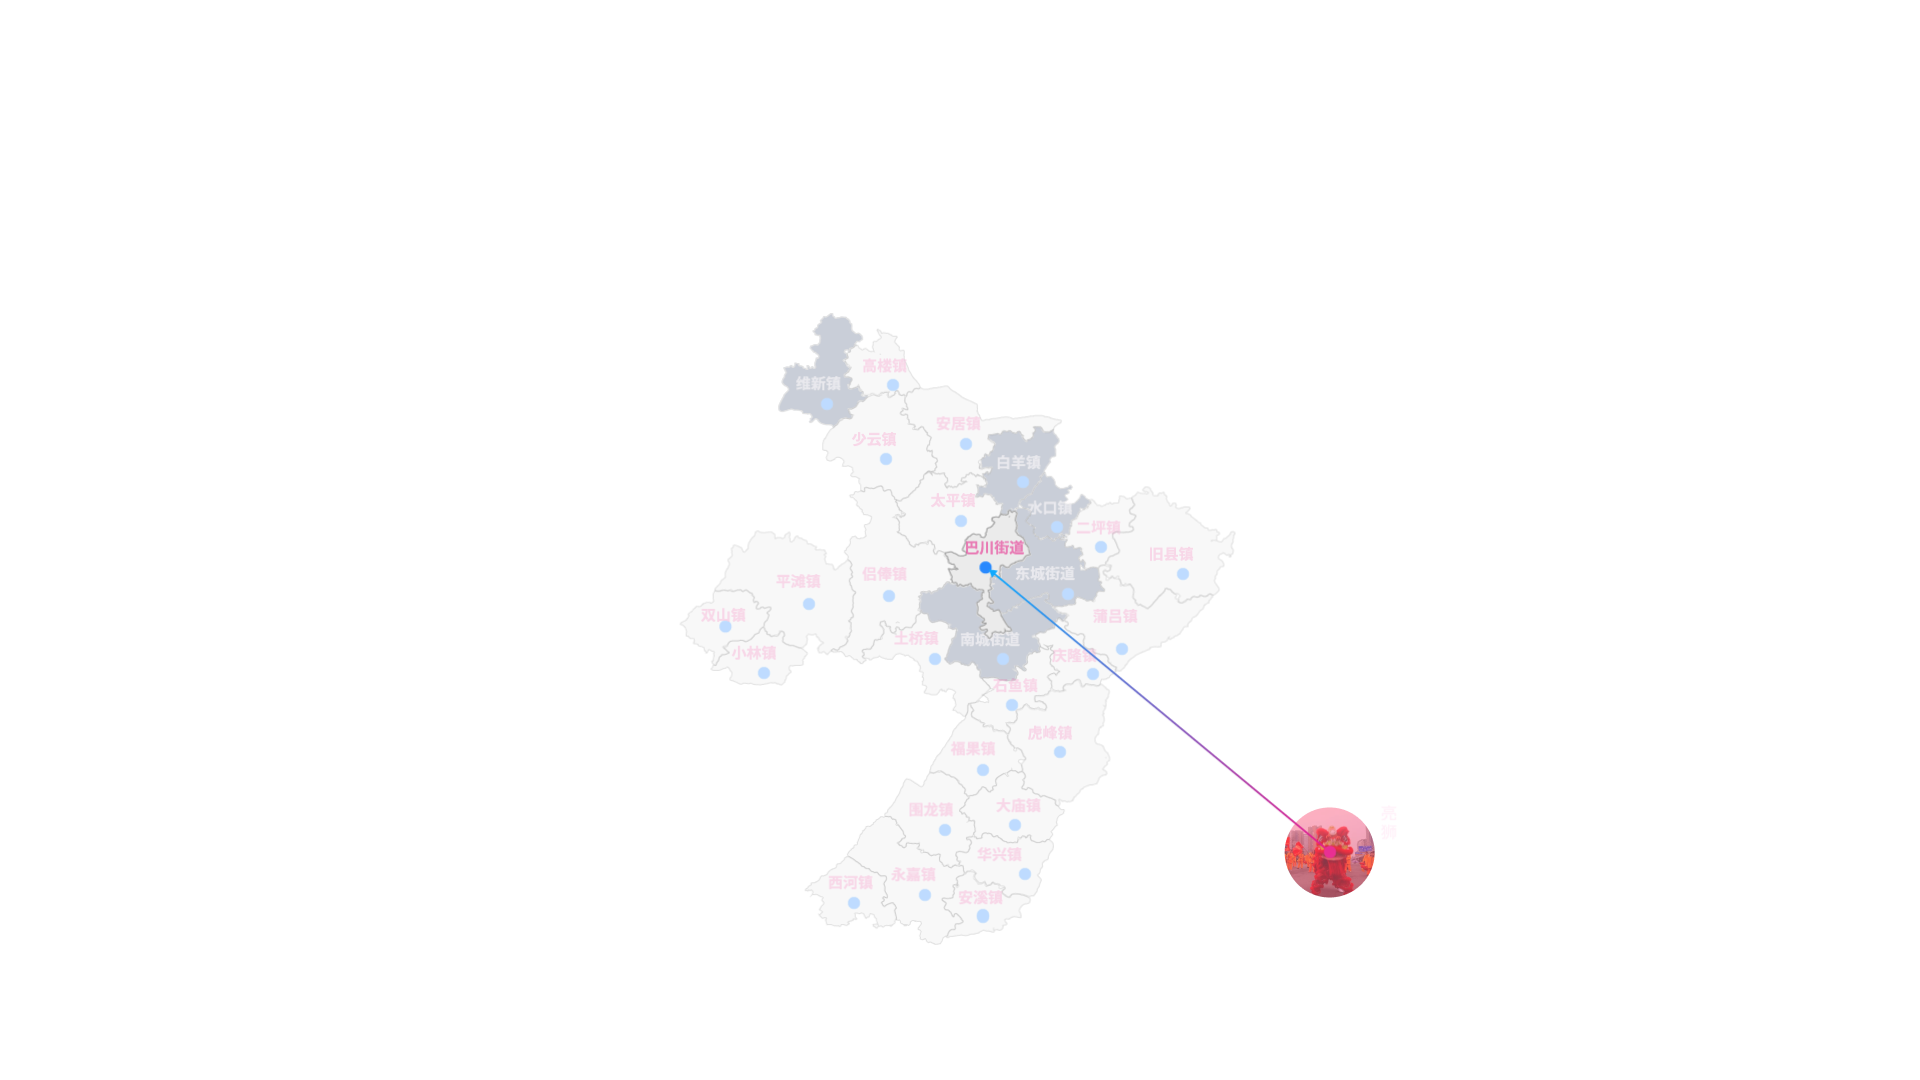 高楼镇
维新镇
安居镇
少云镇
白羊镇
太平镇
水口镇
二坪镇
巴川街道
旧县镇
东城街道
侣俸镇
平滩镇
双山镇
蒲吕镇
土桥镇
南城街道
小林镇
庆隆镇
石鱼镇
虎峰镇
福果镇
大庙镇
围龙镇
华兴镇
永嘉镇
西河镇
安溪镇